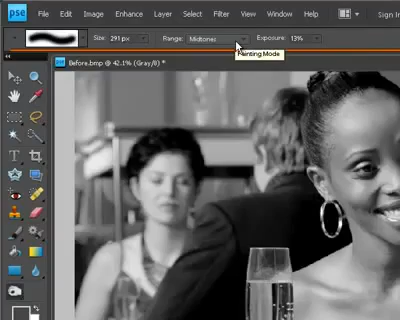 pse File Edit Image Enhance Layer Select Filter View Window Help Sign In
Size: 291 px Range: Midtones Exposure: 13%
Painting Mode
pse Before.bmp @ 42.1% (Gray/8) *
T